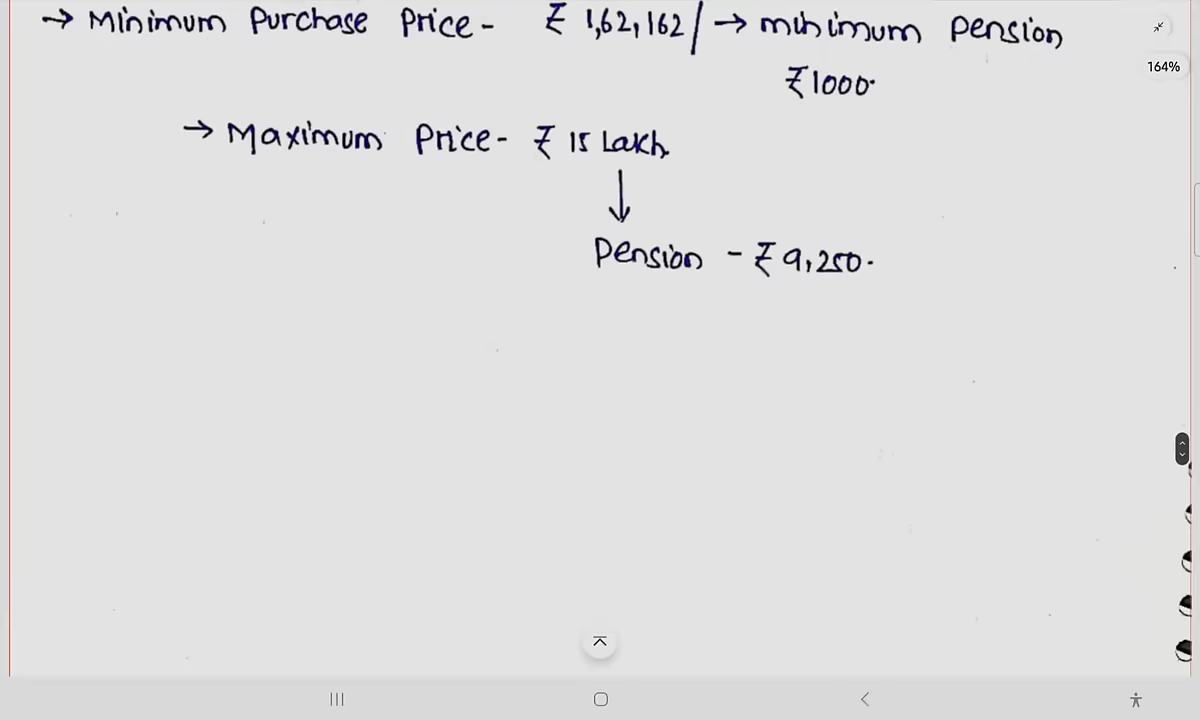 → Minimum Purchase Price - ₹ 1,62,162/ → minimum Pension
₹1000.
→ Maximum Price - ₹ 15 Lakh.
↓
Pension - ₹ 9,250.
164%